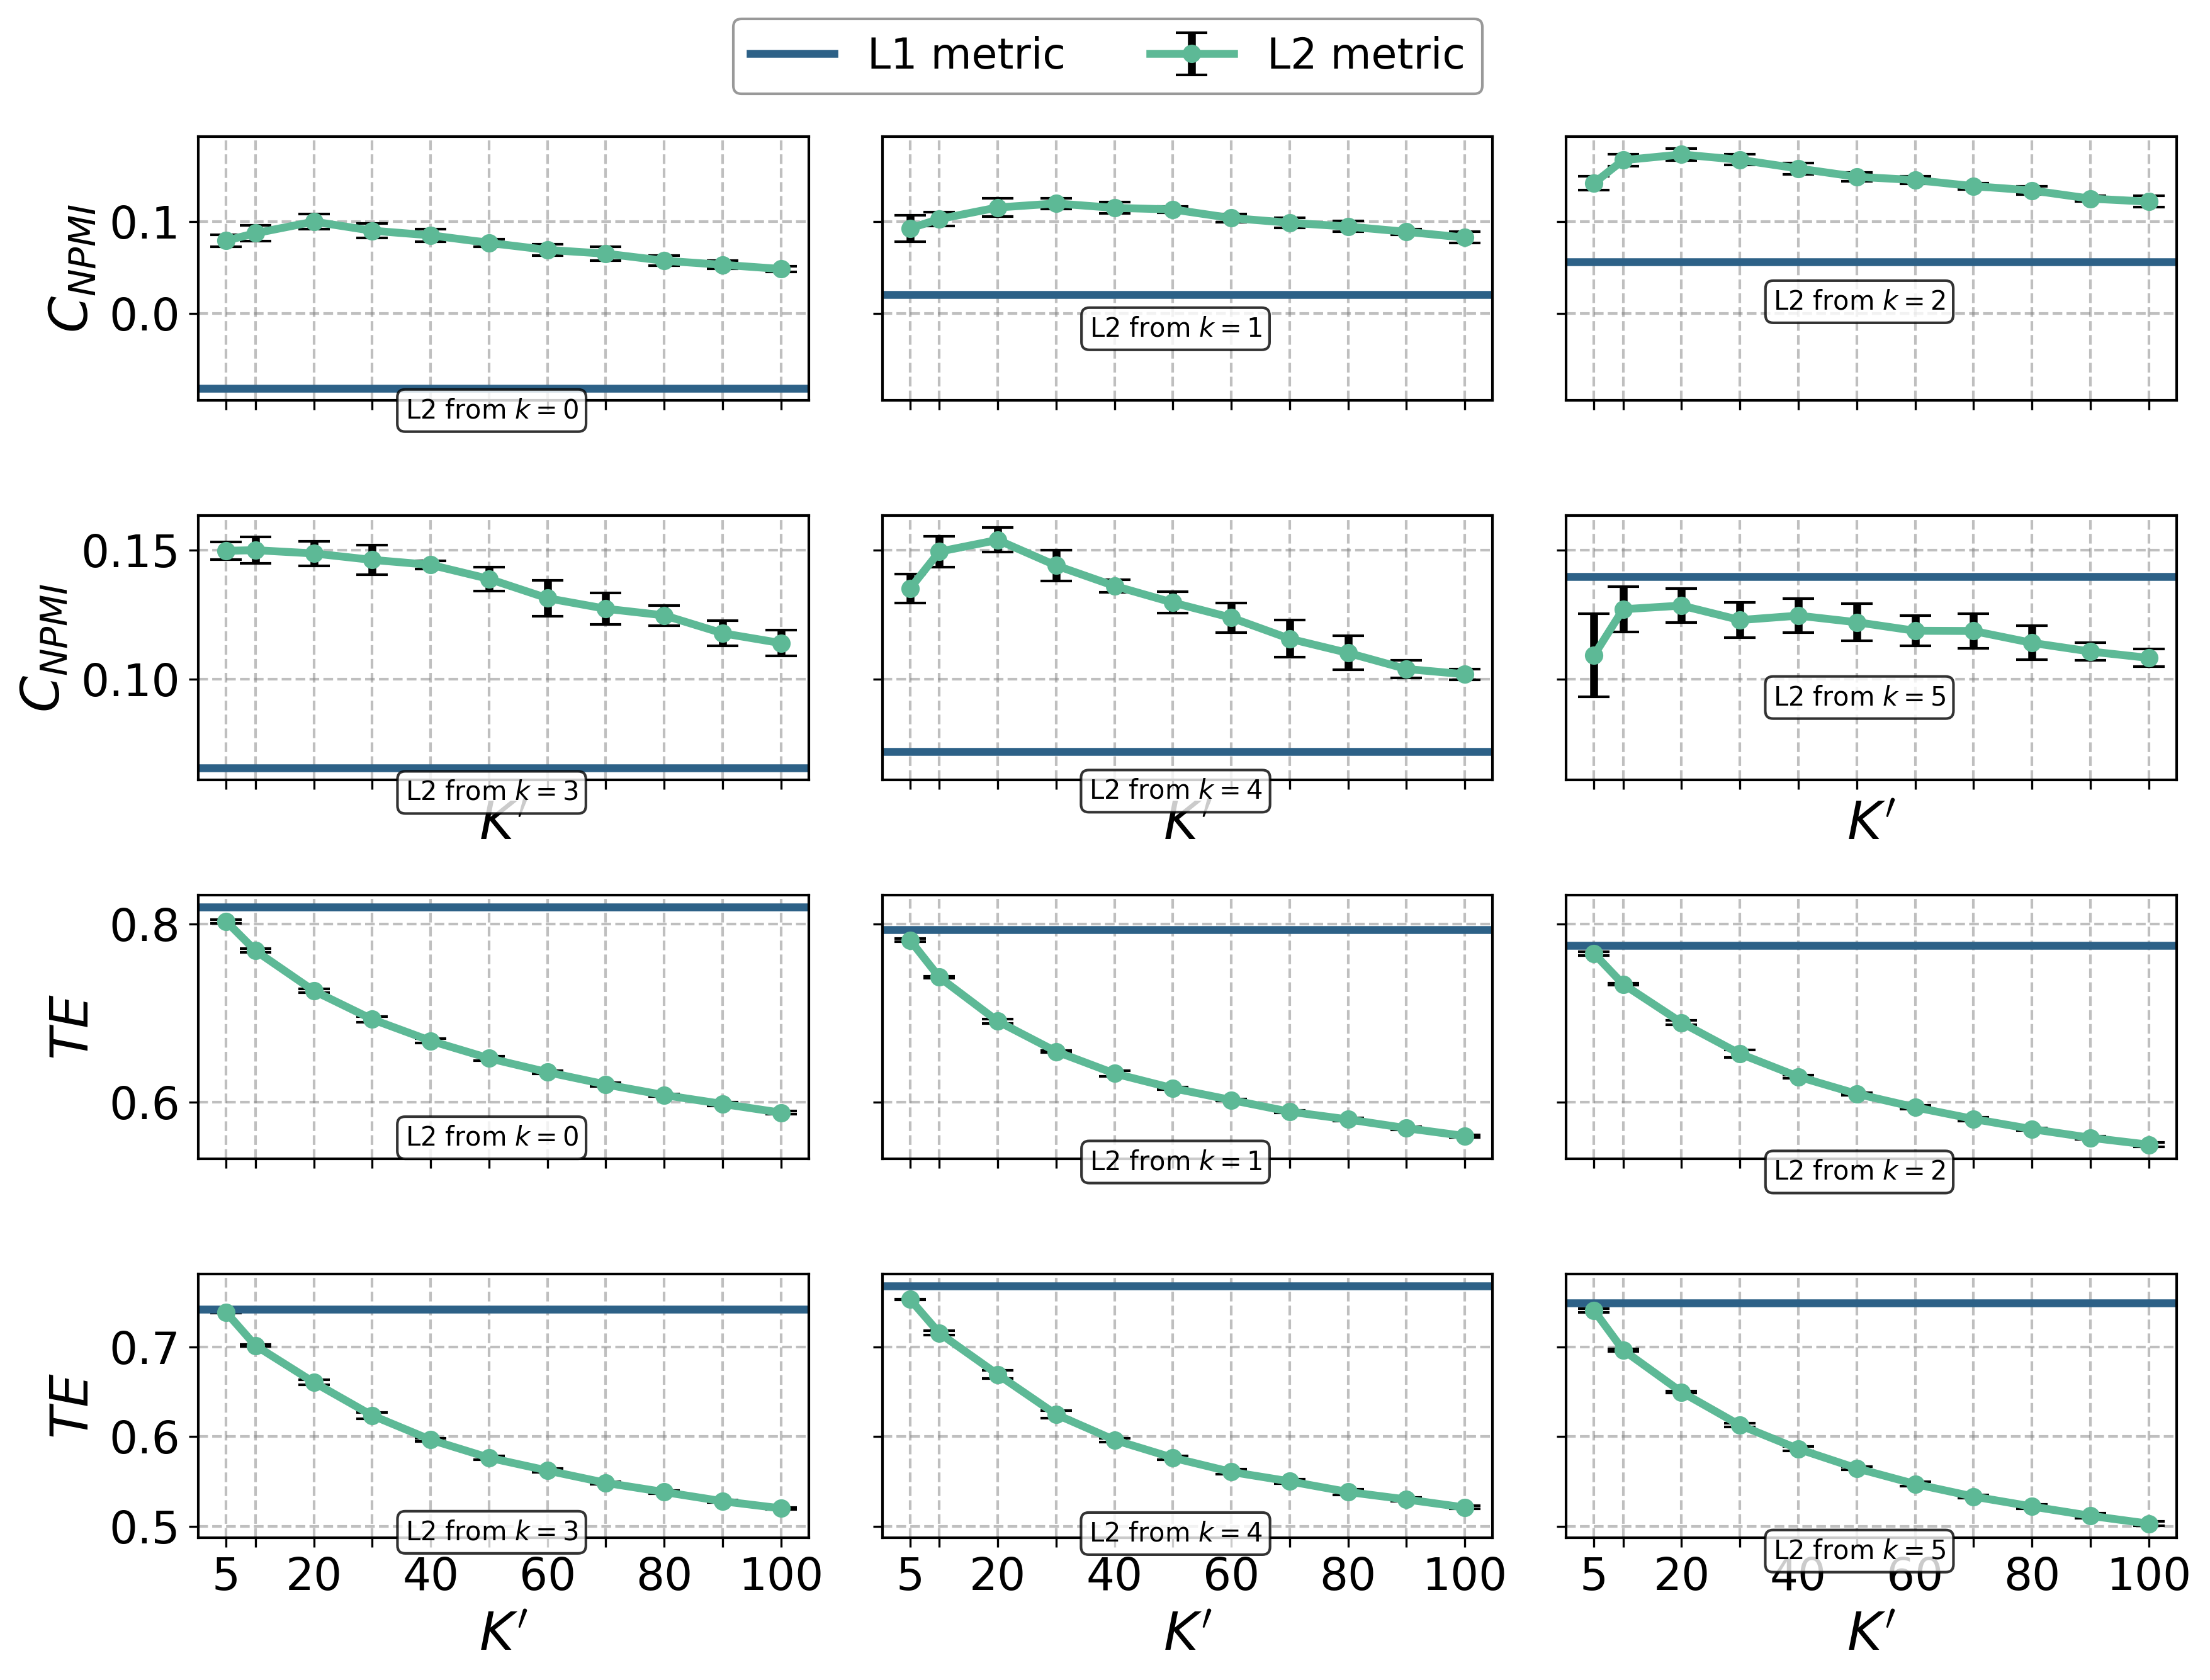 L1 metric L2 metric
C_NPMI
0.1
0.0
L2 from k = 0
L2 from k = 1
L2 from k = 2
C_NPMI
0.15
0.10
L2 from k = 3
L2 from k = 4
L2 from k = 5
K′ K′ K′
TE
0.8
0.6
L2 from k = 0
L2 from k = 1
L2 from k = 2
TE
0.7
0.6
0.5
L2 from k = 3
L2 from k = 4
L2 from k = 5
5 20 40 60 80 100 5 20 40 60 80 100 5 20 40 60 80 100
K′ K′ K′